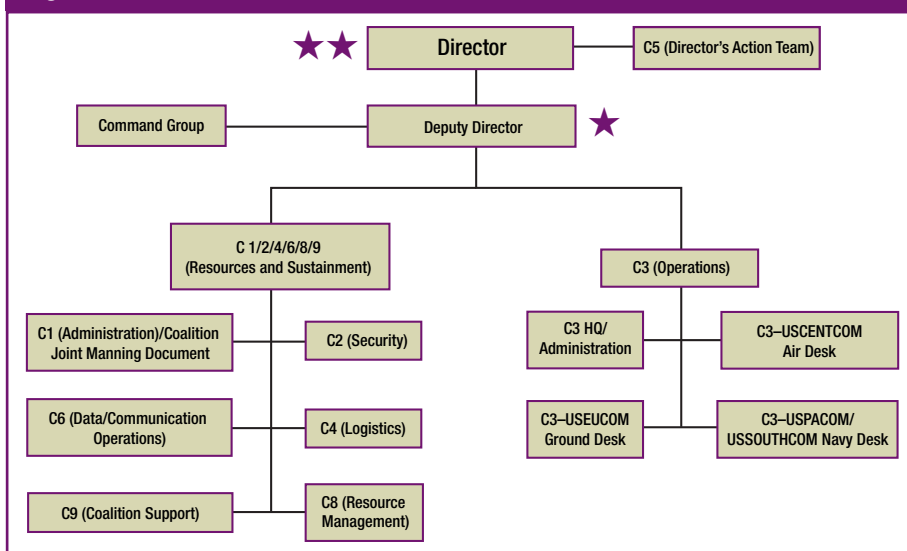 Director
C5 (Director's Action Team)
Command Group
Deputy Director
C 1/2/4/6/8/9
(Resources and Sustainment)
C3 (Operations)
C1 (Administration)/Coalition
Joint Manning Document
C2 (Security)
C3 HQ/
Administration
C3–USCENTCOM
Air Desk
C6 (Data/Communication
Operations)
C4 (Logistics)
C3–USEUCOM
Ground Desk
C3–USPACOM/
USSOUTHCOM Navy Desk
C9 (Coalition Support)
C8 (Resource
Management)